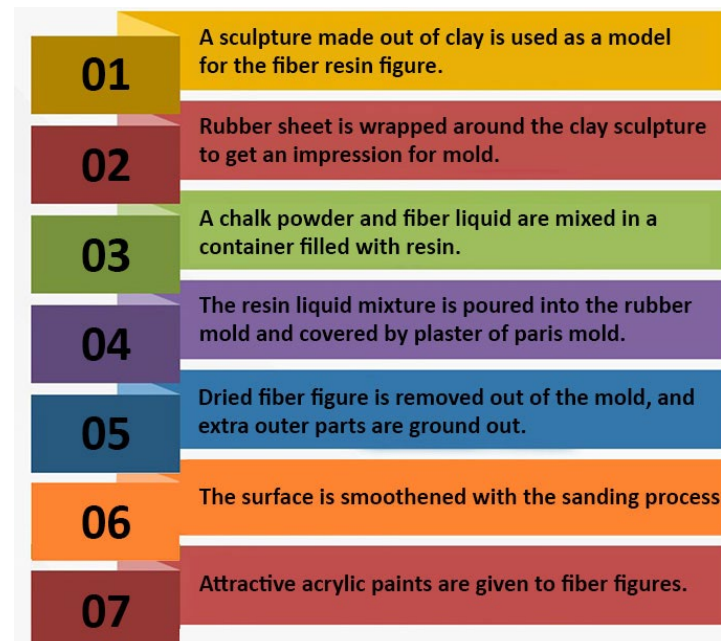 01
A sculpture made out of clay is used as a model
for the fiber resin figure.
02
Rubber sheet is wrapped around the clay sculpture
to get an impression for mold.
03
A chalk powder and fiber liquid are mixed in a
container filled with resin.
04
The resin liquid mixture is poured into the rubber
mold and covered by plaster of paris mold.
05
Dried fiber figure is removed out of the mold, and
extra outer parts are ground out.
06
The surface is smoothened with the sanding process
07
Attractive acrylic paints are given to fiber figures.